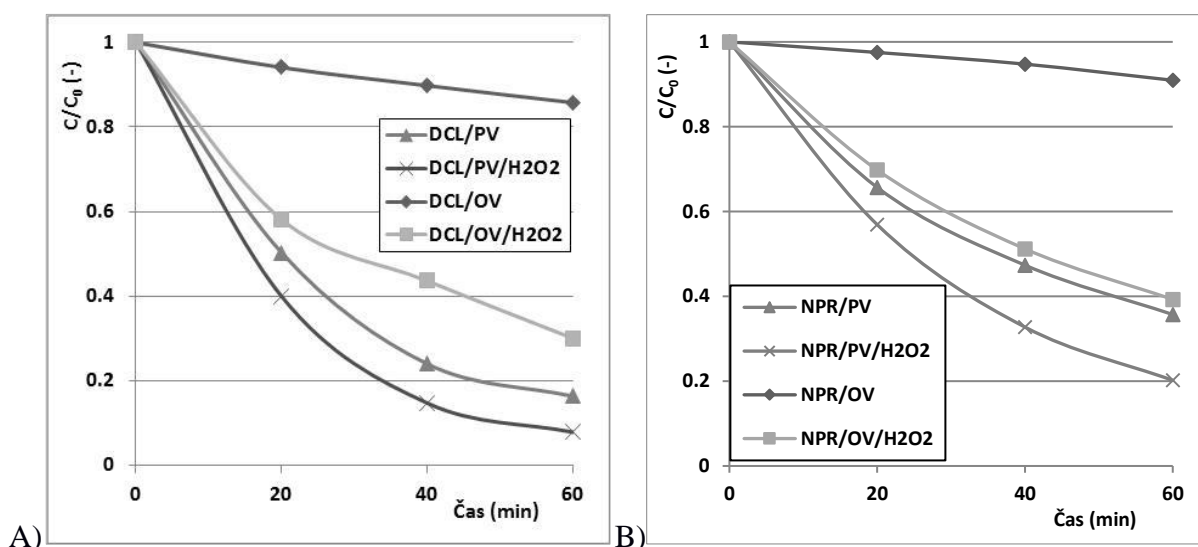 C/C₀ (-)
1
0.8
0.6
0.4
0.2
0
0
20
40
60
Čas (min)
DCL/PV
DCL/PV/H2O2
DCL/OV
DCL/OV/H2O2
A)
C/C₀ (-)
1
0.8
0.6
0.4
0.2
0
0
20
40
60
Čas (min)
NPR/PV
NPR/PV/H2O2
NPR/OV
NPR/OV/H2O2
B)